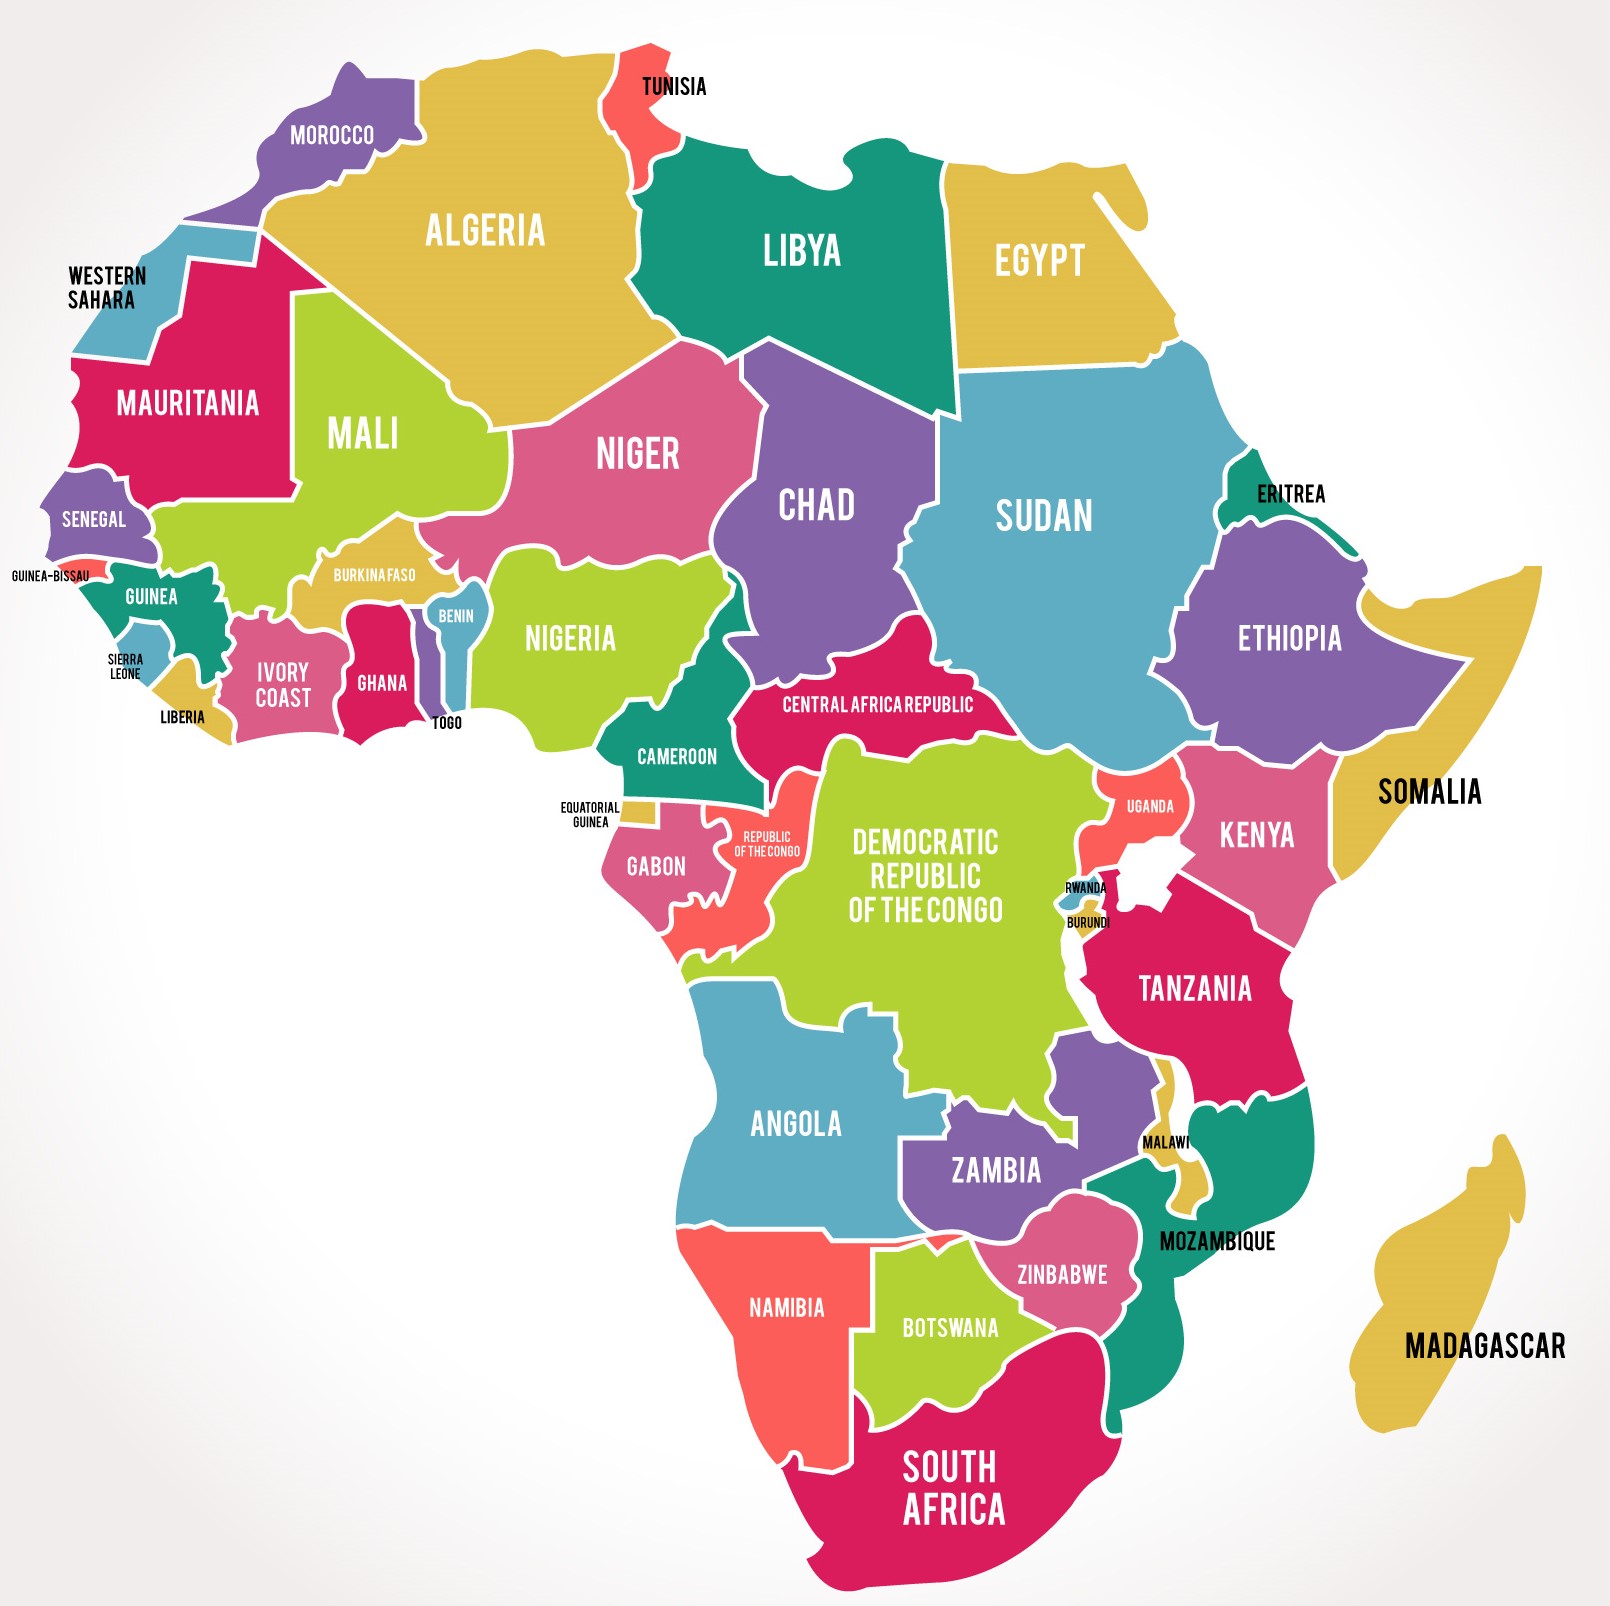 TUNISIA
MOROCCO
ALGERIA
LIBYA
EGYPT
WESTERN
SAHARA
MAURITANIA
MALI
NIGER
CHAD
SUDAN
ERITREA
SENEGAL
GUINEA-BISSAU
GUINEA
BURKINA FASO
BENIN
NIGERIA
ETHIOPIA
SIERRA
LEONE
IVORY
COAST
GHANA
LIBERIA
TOGO
CENTRAL AFRICA REPUBLIC
CAMEROON
SOMALIA
EQUATORIAL
GUINEA
UGANDA
KENYA
REPUBLIC
OF THE CONGO
DEMOCRATIC
REPUBLIC
OF THE CONGO
GABON
RWANDA
BURUNDI
TANZANIA
ANGOLA
MALAWI
ZAMBIA
MOZAMBIQUE
ZINBABWE
NAMIBIA
BOTSWANA
MADAGASCAR
SOUTH
AFRICA